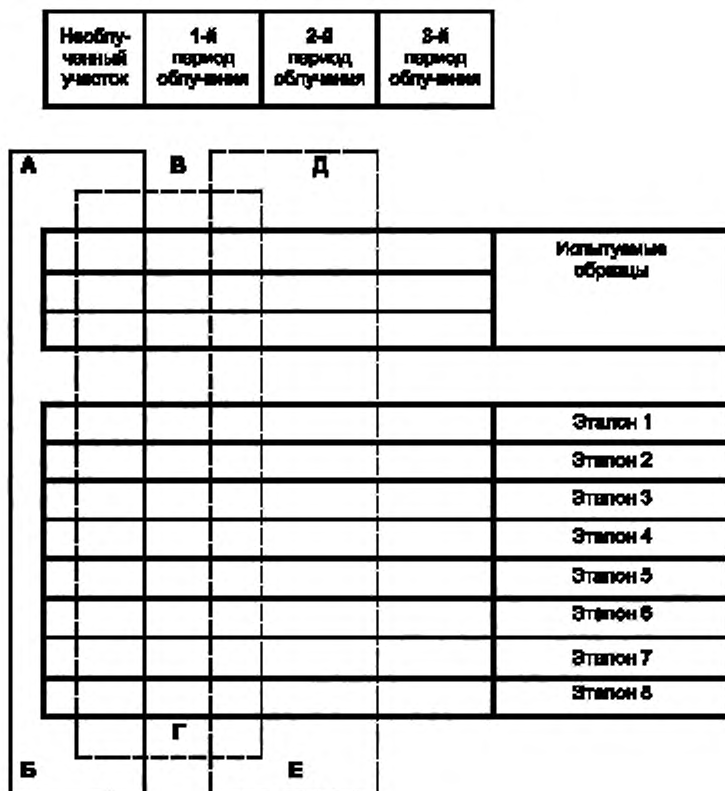 Необлу-
ченный
участок
1-й
период
облучения
2-й
период
облучения
3-й
период
облучения
А
В
Д
Испытуемые
образцы
Эталон 1
Эталон 2
Эталон 3
Эталон 4
Эталон 5
Эталон 6
Эталон 7
Эталон 8
Г
Б
Е